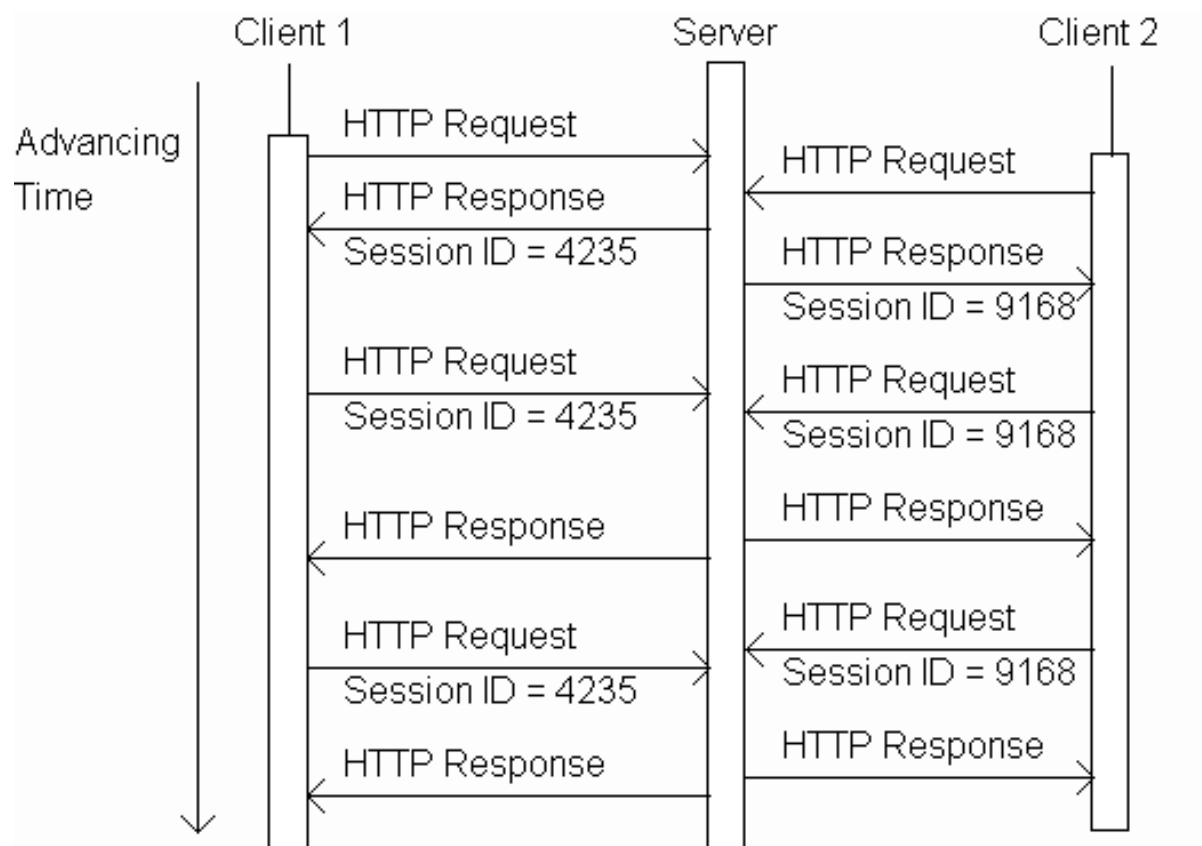 Client 1
Server
Client 2
Advancing
Time
HTTP Request
HTTP Request
HTTP Response
Session ID = 4235
HTTP Response
Session ID = 9168
HTTP Request
Session ID = 4235
HTTP Request
Session ID = 9168
HTTP Response
HTTP Response
HTTP Request
Session ID = 9168
HTTP Request
Session ID = 4235
HTTP Response
HTTP Response